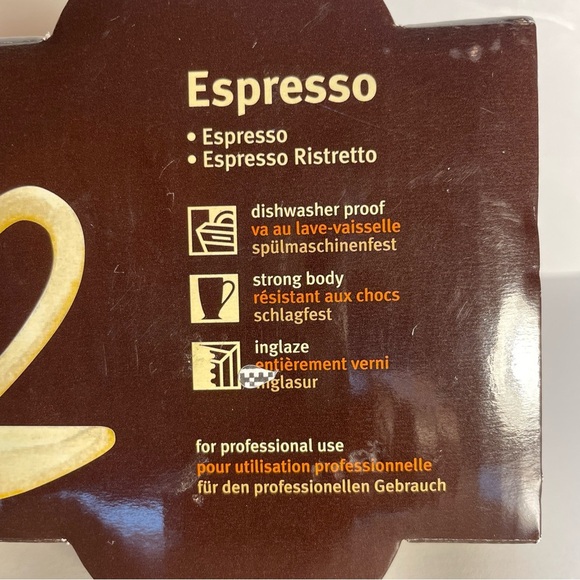 Espresso
• Espresso
• Espresso Ristretto
dishwasher proof
va au lave-vaisselle
spülmaschinenfest
strong body
résistant aux chocs
schlagfest
inglaze
entièrement verni
for professional use
pour utilisation professionnelle
für den professionellen Gebrauch